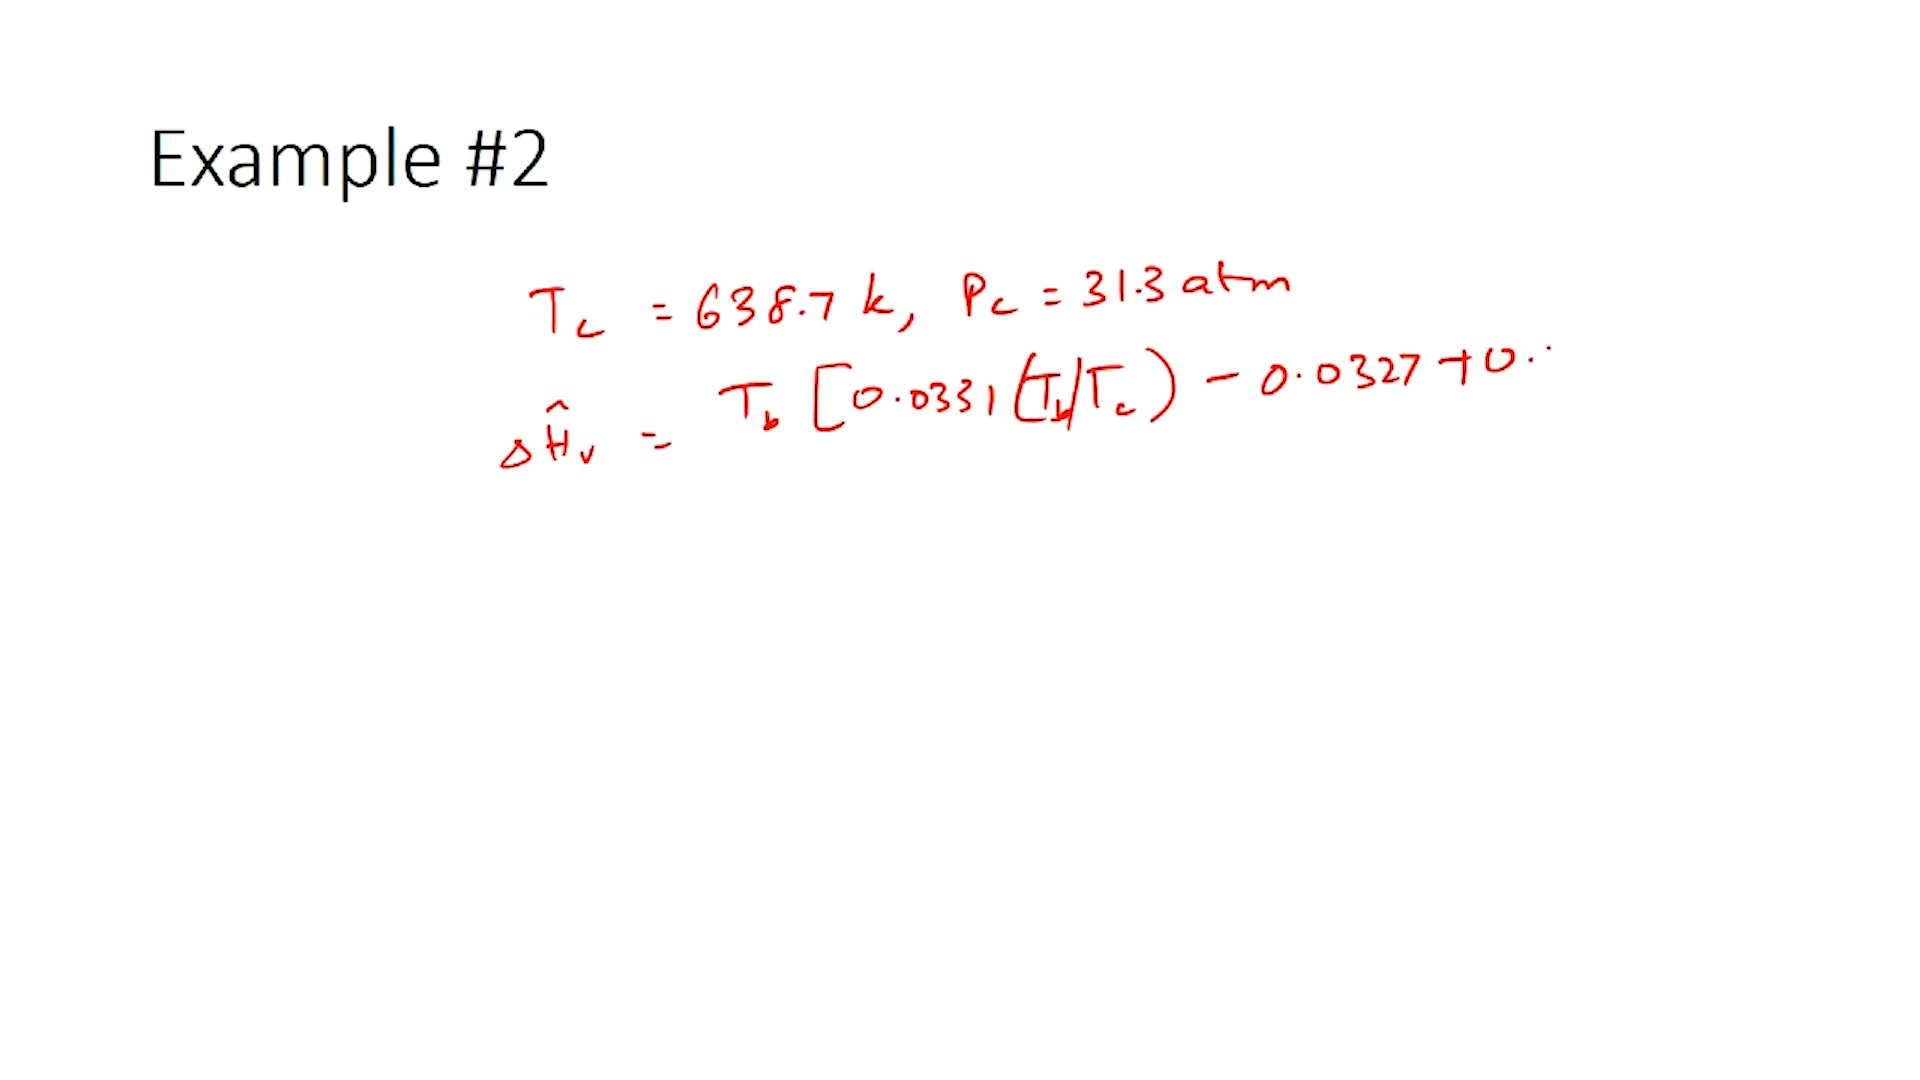 Example #2
Tc = 638.7 k, Pc = 31.3 atm
ΔĤv = Tb [0.0331 (Tb/Tc) - 0.0327 + 0.